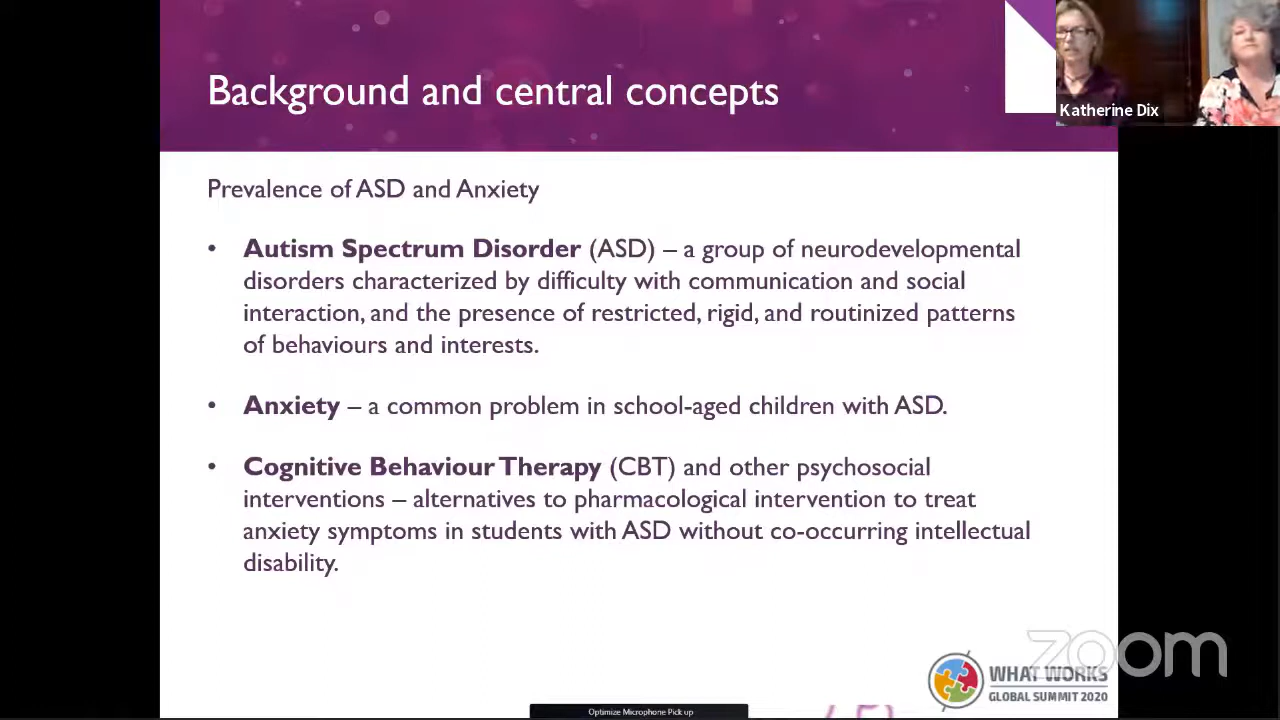 Background and central concepts
Katherine Dix
Prevalence of ASD and Anxiety
• Autism Spectrum Disorder (ASD) – a group of neurodevelopmental
disorders characterized by difficulty with communication and social
interaction, and the presence of restricted, rigid, and routinized patterns
of behaviours and interests.
• Anxiety – a common problem in school-aged children with ASD.
• Cognitive Behaviour Therapy (CBT) and other psychosocial
interventions – alternatives to pharmacological intervention to treat
anxiety symptoms in students with ASD without co-occurring intellectual
disability.
zoom
WHAT WORKS
GLOBAL SUMMIT 2020
Optimize Microphone Pick up